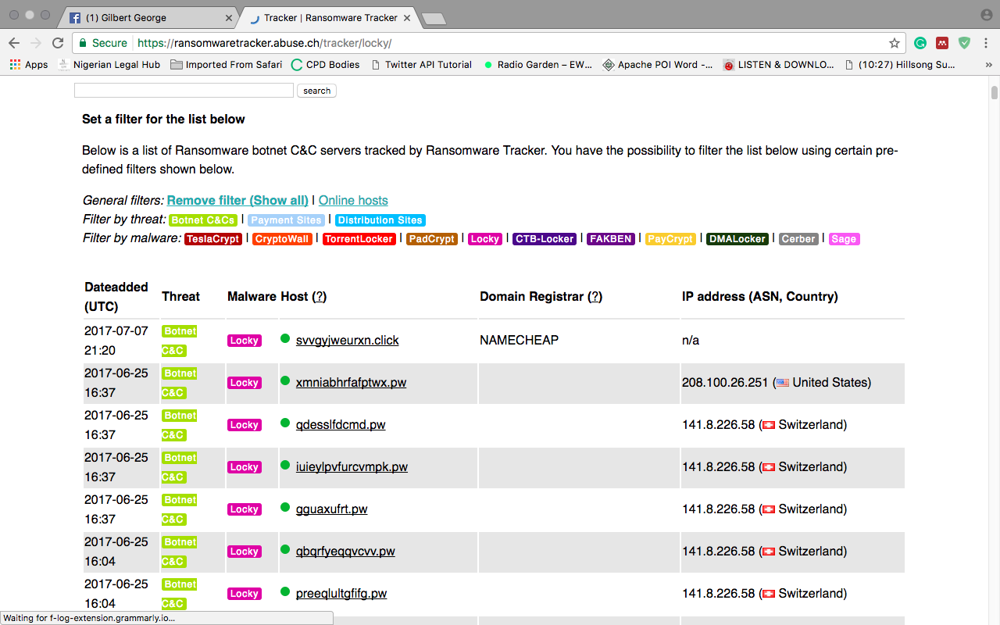 (1) Gilbert George
Tracker | Ransomware Tracker
Secure https://ransomwaretracker.abuse.ch/tracker/locky/
Apps Nigerian Legal Hub Imported From Safari CPD Bodies Twitter API Tutorial Radio Garden – EW... Apache POI Word -... LISTEN & DOWNLO... (10:27) Hillsong Su... »
search
Set a filter for the list below
Below is a list of Ransomware botnet C&C servers tracked by Ransomware Tracker. You have the possibility to filter the list below using certain pre-
defined filters shown below.
General filters: Remove filter (Show all) | Online hosts
Filter by threat: Botnet C&Cs | Payment Sites | Distribution Sites
Filter by malware: TeslaCrypt | CryptoWall | TorrentLocker | PadCrypt | Locky | CTB-Locker | FAKBEN | PayCrypt | DMALocker | Cerber | Sage
Dateadded
(UTC) Threat Malware Host (?) Domain Registrar (?) IP address (ASN, Country)
2017-07-07 Botnet
21:20 C&C Locky svvgyjweurxn.click NAMECHEAP n/a
2017-06-25 Botnet
16:37 C&C Locky xmniabhrfafptwx.pw 208.100.26.251 (United States)
2017-06-25 Botnet
16:37 C&C Locky qdesslfdcmd.pw 141.8.226.58 (Switzerland)
2017-06-25 Botnet
16:37 C&C Locky iuieylpvfurcvmpk.pw 141.8.226.58 (Switzerland)
2017-06-25 Botnet
16:37 C&C Locky gguaxufrt.pw 141.8.226.58 (Switzerland)
2017-06-25 Botnet
16:04 C&C Locky qbqrfyeqqvcvv.pw 141.8.226.58 (Switzerland)
2017-06-25 Botnet
16:04 C&C Locky preeqlultgfifg.pw 141.8.226.58 (Switzerland)
Waiting for f-log-extension.grammarly.io...